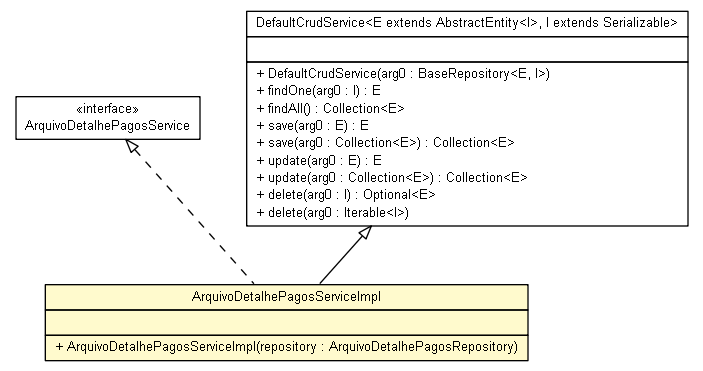 DefaultCrudService<E extends AbstractEntity<I>, I extends Serializable>
+ DefaultCrudService(arg0 : BaseRepository<E, I>)
+ findOne(arg0 : I) : E
+ findAll() : Collection<E>
+ save(arg0 : E) : E
+ save(arg0 : Collection<E>) : Collection<E>
+ update(arg0 : E) : E
+ update(arg0 : Collection<E>) : Collection<E>
+ delete(arg0 : I) : Optional<E>
+ delete(arg0 : Iterable<I>)
«interface»
ArquivoDetalhePagosService
ArquivoDetalhePagosServiceImpl
+ ArquivoDetalhePagosServiceImpl(repository : ArquivoDetalhePagosRepository)